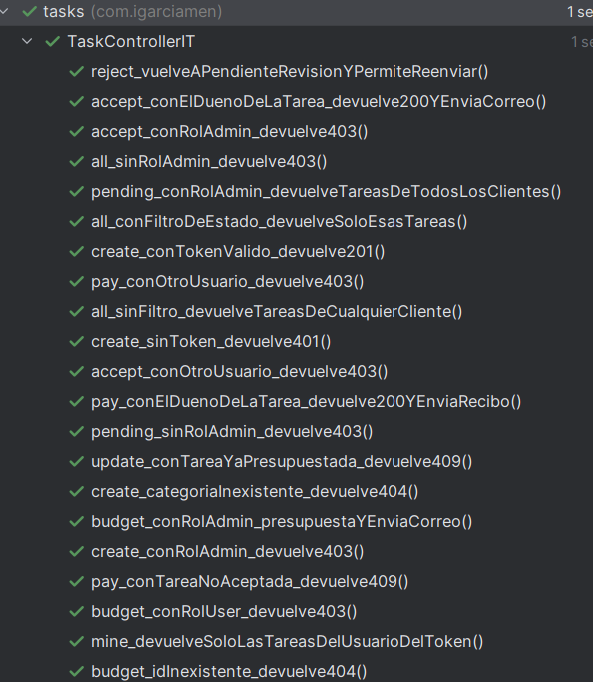 tasks (com.igarciamen) 1 se
TaskControllerIT 1 se
reject_vuelveAPendienteRevisionYPermiteReenviar()
accept_conElDuenoDeLaTarea_devuelve200YEnviaCorreo()
accept_conRolAdmin_devuelve403()
all_sinRolAdmin_devuelve403()
pending_conRolAdmin_devuelveTareasDeTodosLosClientes()
all_conFiltroDeEstado_devuelveSoloEsasTareas()
create_conTokenValido_devuelve201()
pay_conOtroUsuario_devuelve403()
all_sinFiltro_devuelveTareasDeCualquierCliente()
create_sinToken_devuelve401()
accept_conOtroUsuario_devuelve403()
pay_conElDuenoDeLaTarea_devuelve200YEnviaRecibo()
pending_sinRolAdmin_devuelve403()
update_conTareaYaPresupuestada_devuelve409()
create_categoriaInexistente_devuelve404()
budget_conRolAdmin_presupuestaYEnviaCorreo()
create_conRolAdmin_devuelve403()
pay_conTareaNoAceptada_devuelve409()
budget_conRolUser_devuelve403()
mine_devuelveSoloLasTareasDelUsuarioDelToken()
budget_idInexistente_devuelve404()